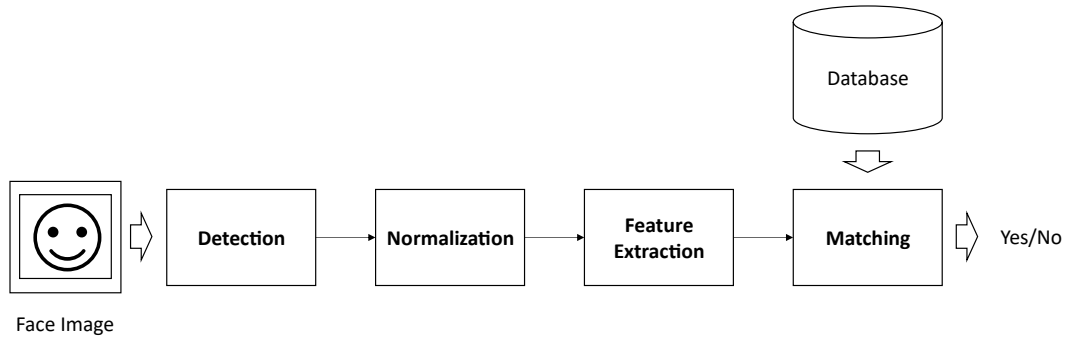 Database
Detection
Normalization
Feature
Extraction
Matching
Yes/No
Face Image